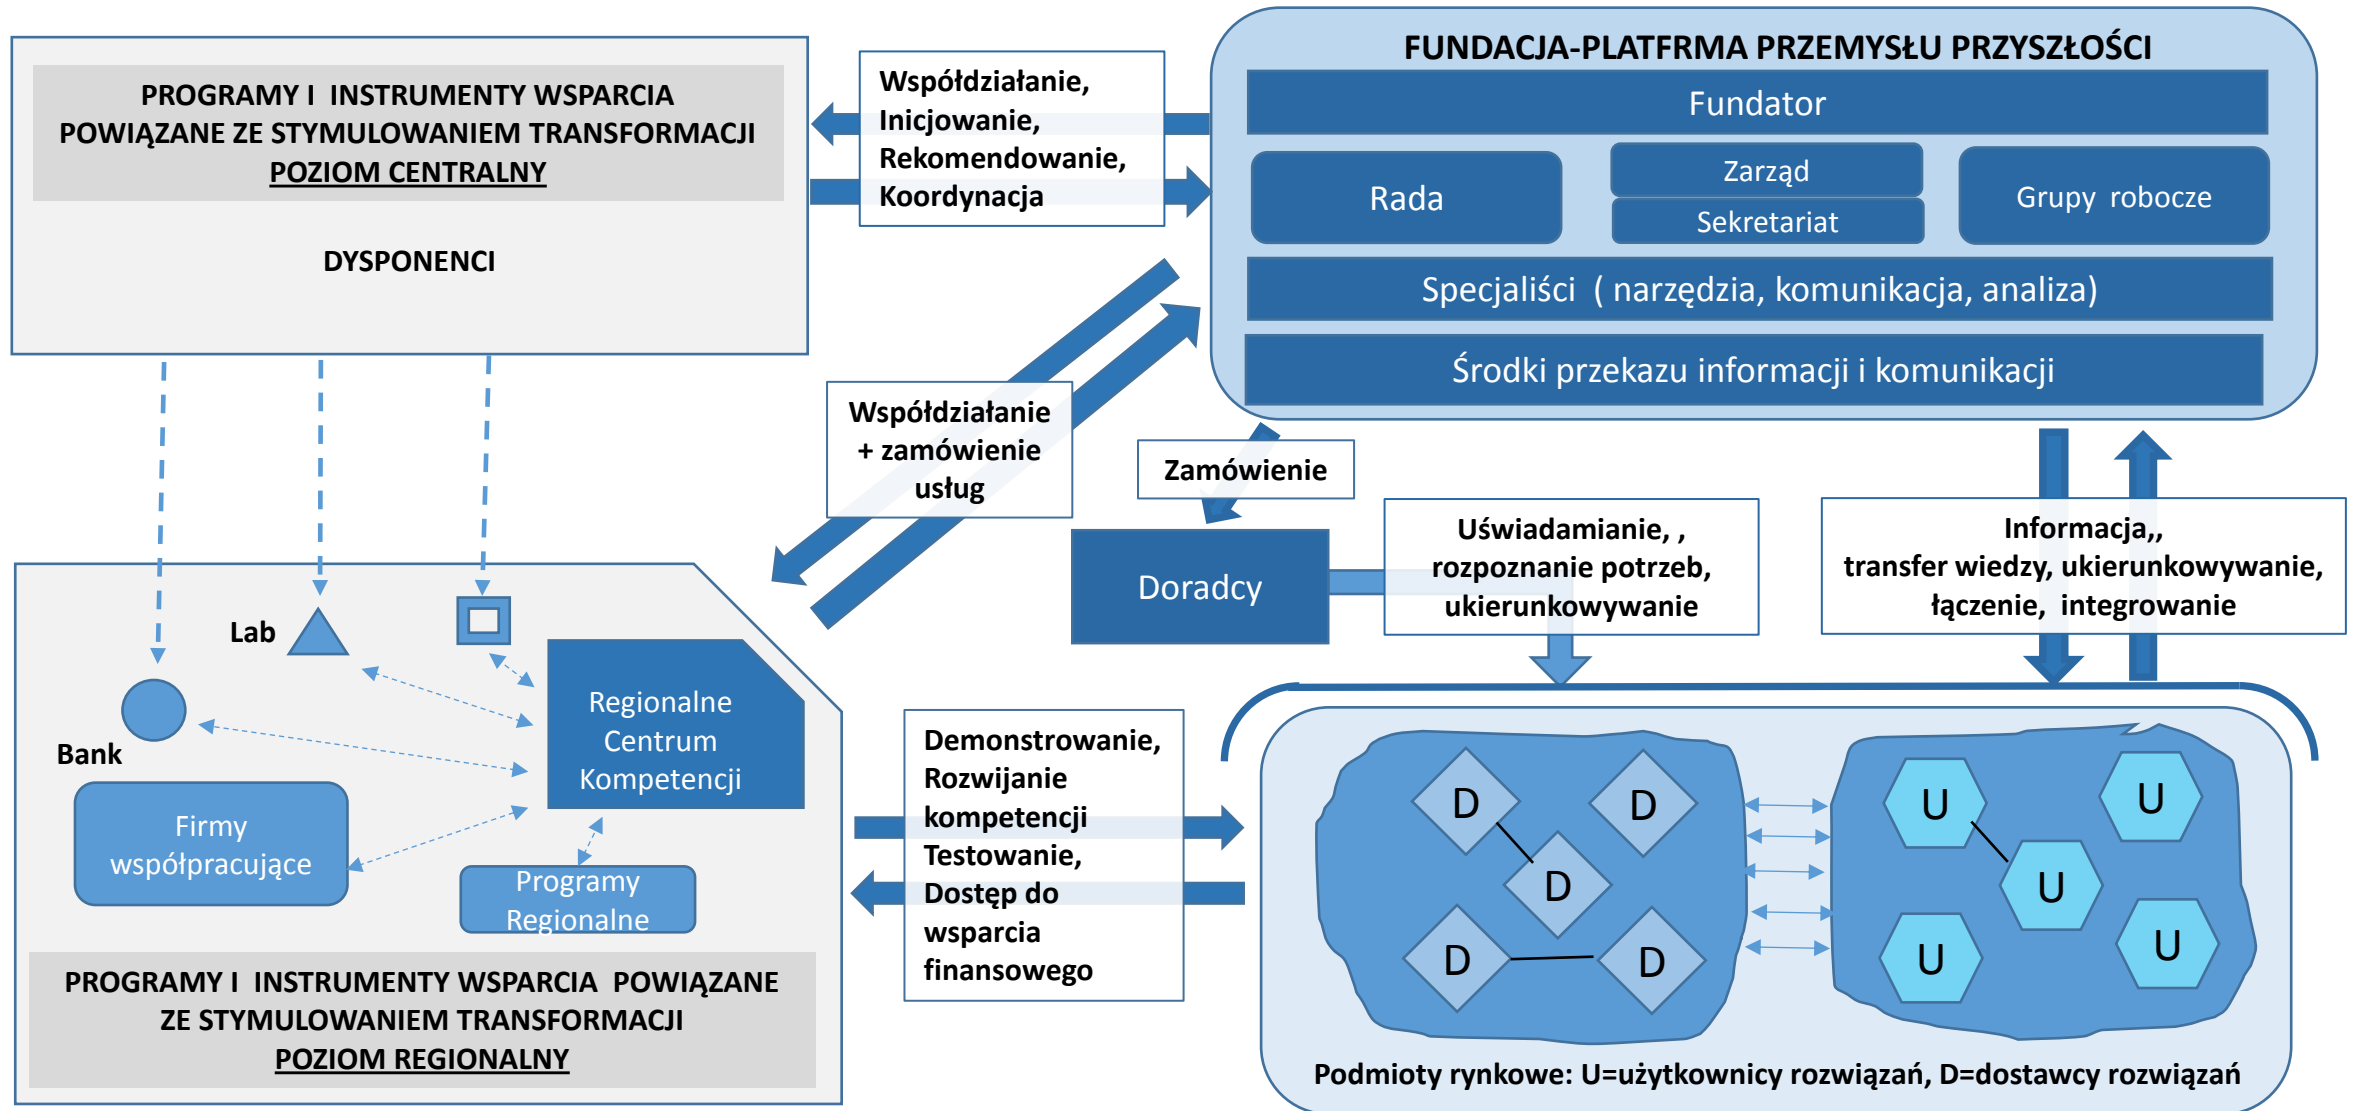 PROGRAMY I INSTRUMENTY WSPARCIA
POWIĄZANE ZE STYMULOWANIEM TRANSFORMACJI
POZIOM CENTRALNY
DYSPONENCI
Współdziałanie,
Inicjowanie,
Rekomendowanie,
Koordynacja
FUNDACJA-PLATFRMA PRZEMYSŁU PRZYSZŁOŚCI
Fundator
Rada
Zarząd
Sekretariat
Grupy robocze
Specjaliści ( narzędzia, komunikacja, analiza)
Środki przekazu informacji i komunikacji
Współdziałanie
+ zamówienie
usług
Zamówienie
Doradcy
Uświadamianie, ,
rozpoznanie potrzeb,
ukierunkowywanie
Informacja,,
transfer wiedzy, ukierunkowywanie,
łączenie, integrowanie
Lab
Bank
Regionalne
Centrum
Kompetencji
Firmy
współpracujące
Programy
Regionalne
PROGRAMY I INSTRUMENTY WSPARCIA POWIĄZANE
ZE STYMULOWANIEM TRANSFORMACJI
POZIOM REGIONALNY
Demonstrowanie,
Rozwijanie
kompetencji
Testowanie,
Dostęp do
wsparcia
finansowego
D
D
D
D
D
U
U
U
U
U
Podmioty rynkowe: U=użytkownicy rozwiązań, D=dostawcy rozwiązań